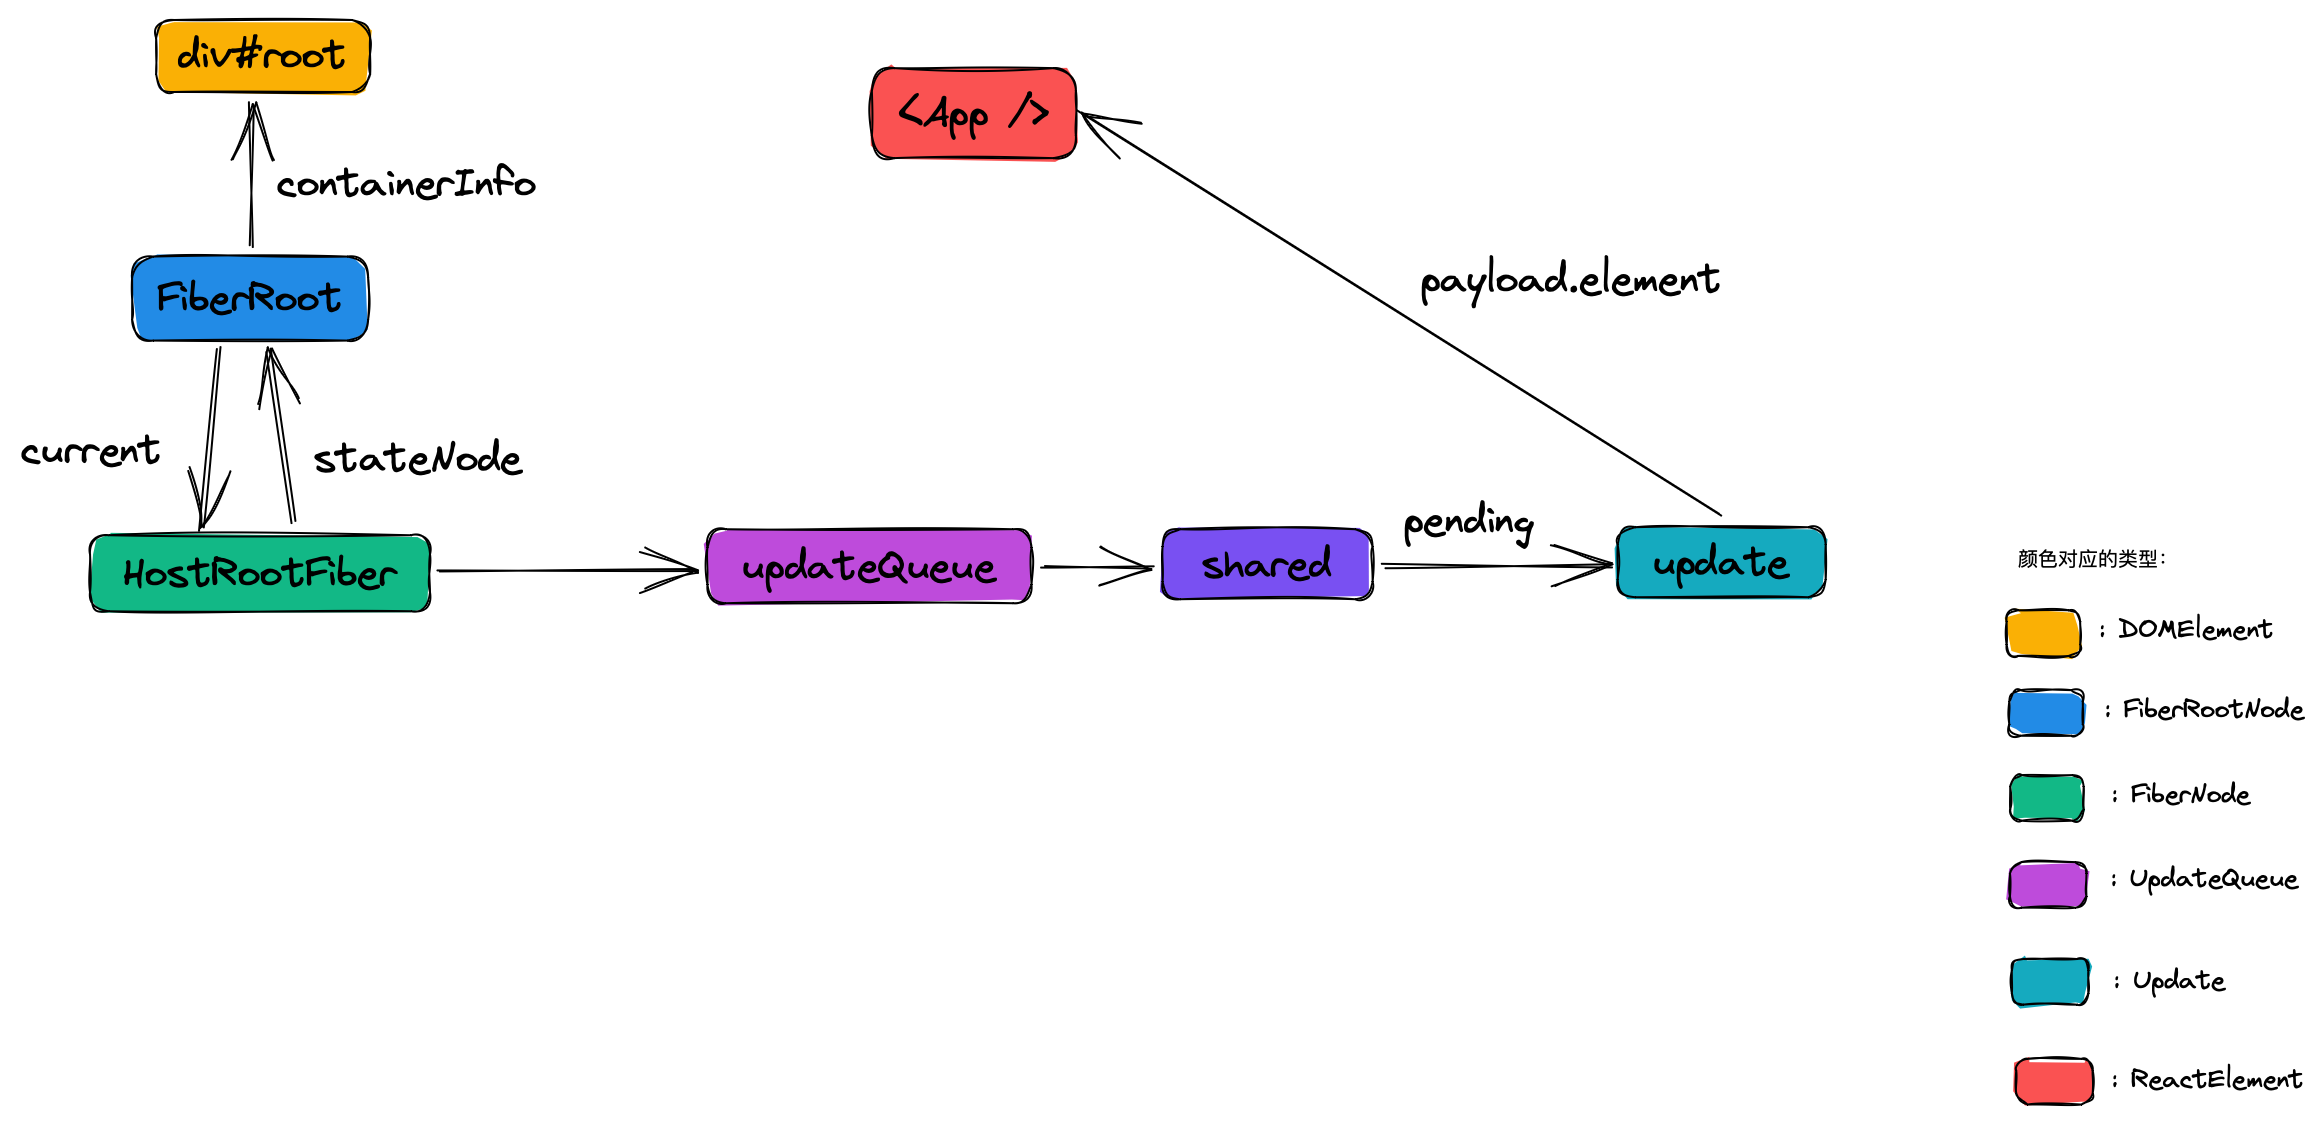 div#root
<App />
containerInfo
payload.element
FiberRoot
current
stateNode
pending
HostRootFiber
updateQueue
shared
update
颜色对应的类型：
: DOMElement
: FiberRootNode
: FiberNode
: UpdateQueue
: Update
: ReactElement